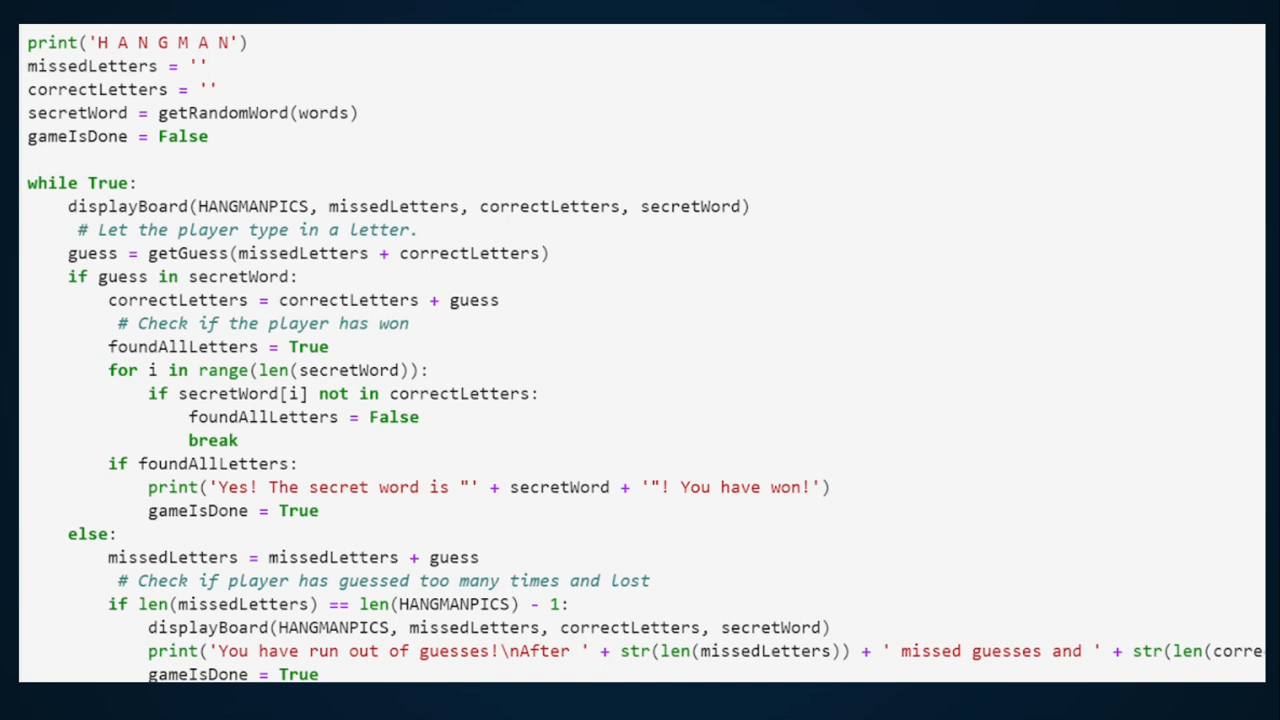 print('H A N G M A N')
missedLetters = ''
correctLetters = ''
secretWord = getRandomWord(words)
gameIsDone = False
while True:
    displayBoard(HANGMANPICS, missedLetters, correctLetters, secretWord)
     # Let the player type in a letter.
    guess = getGuess(missedLetters + correctLetters)
    if guess in secretWord:
        correctLetters = correctLetters + guess
         # Check if the player has won
        foundAllLetters = True
        for i in range(len(secretWord)):
            if secretWord[i] not in correctLetters:
                foundAllLetters = False
                break
        if foundAllLetters:
            print('Yes! The secret word is "' + secretWord + '"! You have won!')
            gameIsDone = True
    else:
        missedLetters = missedLetters + guess
         # Check if player has guessed too many times and lost
        if len(missedLetters) == len(HANGMANPICS) - 1:
            displayBoard(HANGMANPICS, missedLetters, correctLetters, secretWord)
            print('You have run out of guesses!\nAfter ' + str(len(missedLetters)) + ' missed guesses and ' + str(len(corre
            gameIsDone = True